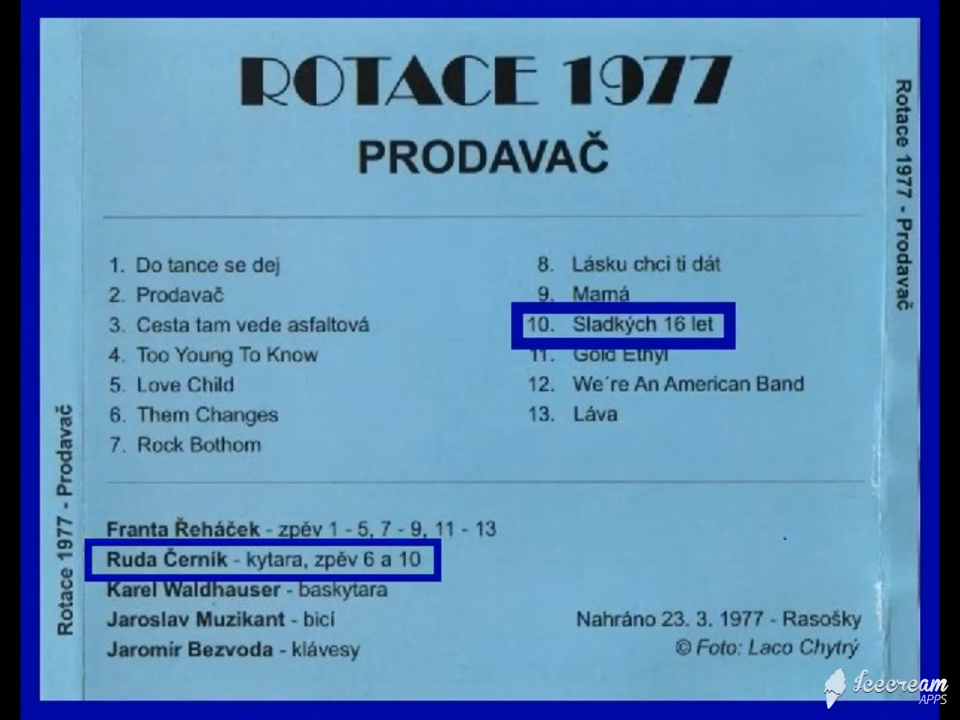 ROTACE 1977
PRODAVAČ
1. Do tance se dej
2. Prodavač
3. Cesta tam vede asfaltová
4. Too Young To Know
5. Love Child
6. Them Changes
7. Rock Bothom
8. Lásku chci ti dát
9. Mamá
10. Sladkých 16 let
11. Gold Ethyl
12. We´re An American Band
13. Láva
Franta Řeháček - zpěv 1 - 5, 7 - 9, 11 - 13
Ruda Černík - kytara, zpěv 6 a 10
Karel Waldhauser - baskytara
Jaroslav Muzikant - bicí
Jaromír Bezvoda - klávesy
Nahráno 23. 3. 1977 - Rasošky
© Foto: Laco Chytrý
Rotace 1977 - Prodavač
Rotace 1977 - Prodavač
Icecream
APPS